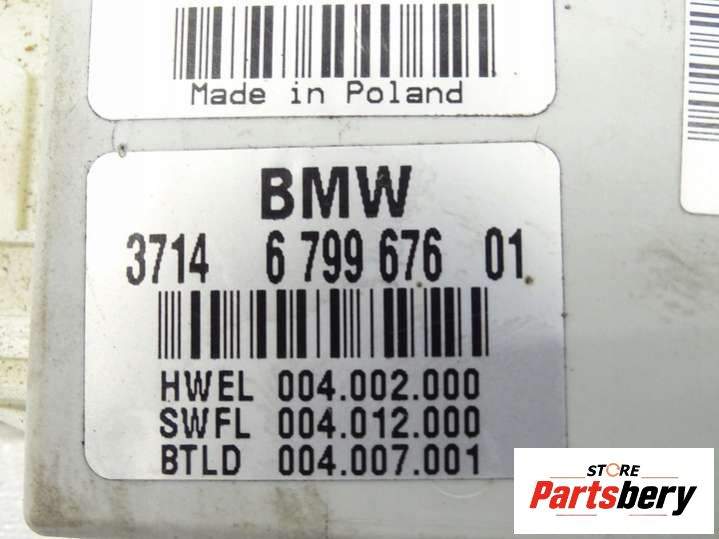 Made in Poland
BMW
3714 6 799 676 01
HWEL 004.002.000
SWFL 004.012.000
BTLD 004.007.001
STORE
Partsbery